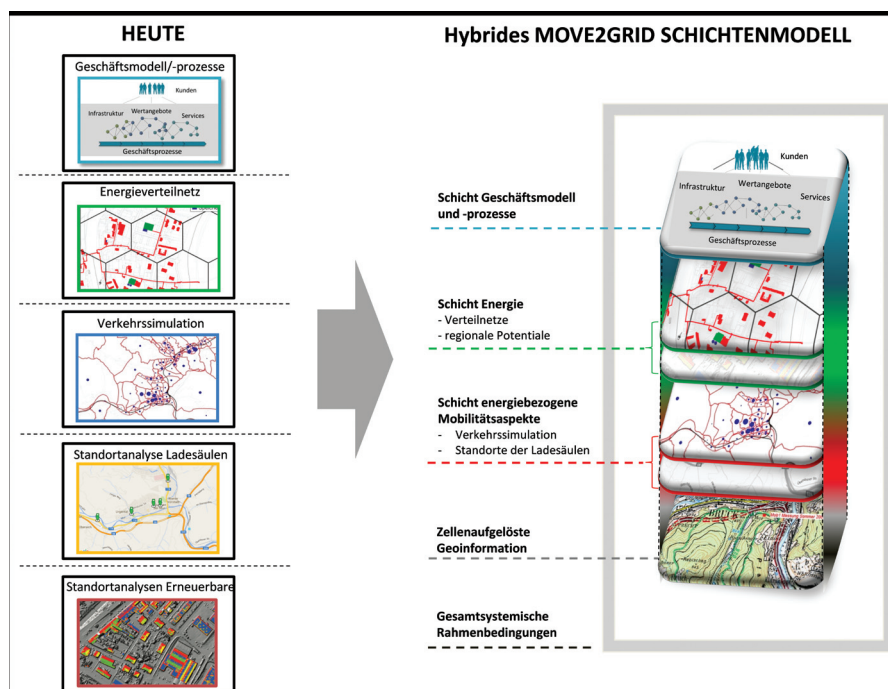 HEUTE
Geschäftsmodell/-prozesse
Kunden
Infrastruktur
Wertangebote
Services
Geschäftsprozesse
Energieverteilnetz
Verkehrssimulation
Standortanalyse Ladesäulen
Standortanalysen Erneuerbare
Hybrides MOVE2GRID SCHICHTENMODELL
Schicht Geschäftsmodell
und -prozesse
Schicht Energie
- Verteilnetze
- regionale Potentiale
Schicht energiebezogene
Mobilitätsaspekte
- Verkehrssimulation
- Standorte der Ladesäulen
Zellenaufgelöste
Geoinformation
Gesamtsystemische
Rahmenbedingungen
Kunden
Infrastruktur
Wertangebote
Services
Geschäftsprozesse